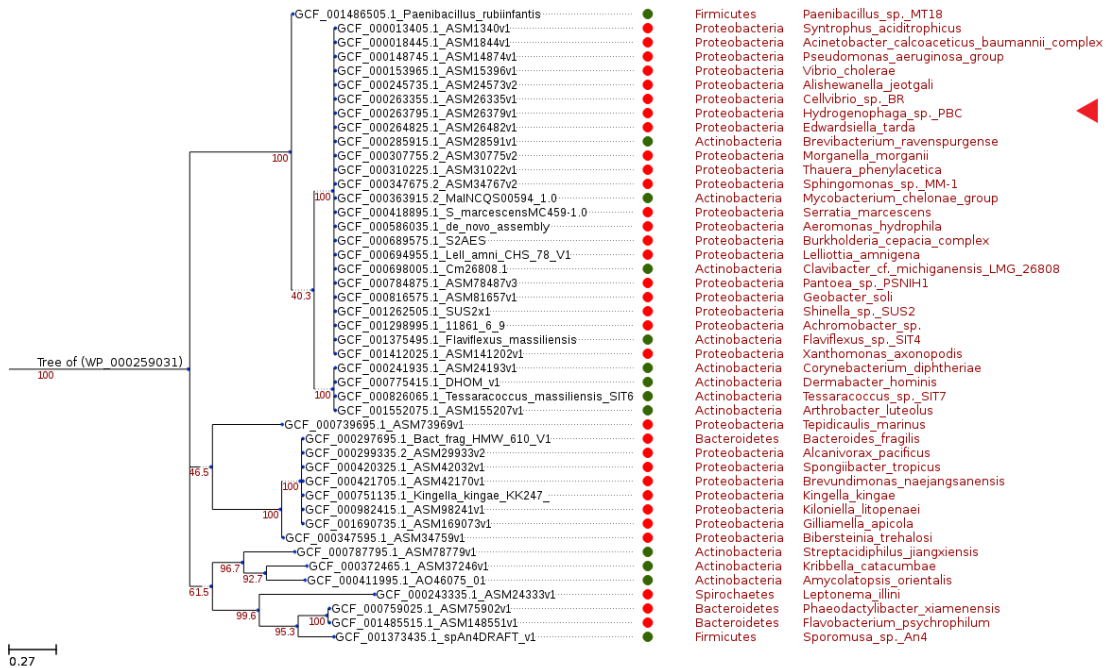 GCF_001486505.1_Paenibacillus_rubiinfantis Firmicutes Paenibacillus_sp._MT18
GCF_000013405.1_ASM1340v1 Proteobacteria Syntrophus_aciditrophicus
GCF_000018445.1_ASM1844v1 Proteobacteria Acinetobacter_calcoaceticus_baumannii_complex
GCF_000148745.1_ASM14874v1 Proteobacteria Pseudomonas_aeruginosa_group
GCF_000153965.1_ASM15396v1 Proteobacteria Vibrio_cholerae
GCF_000245735.1_ASM24573v2 Proteobacteria Alishewanella_jeotgali
GCF_000263355.1_ASM26335v1 Proteobacteria Cellvibrio_sp._BR
GCF_000263795.1_ASM26379v1 Proteobacteria Hydrogenophaga_sp._PBC
GCF_000264825.1_ASM26482v1 Proteobacteria Edwardsiella_tarda
GCF_000285915.1_ASM28591v1 Actinobacteria Brevibacterium_ravenspurgense
100 GCF_000307755.2_ASM30775v2 Proteobacteria Morganella_morganii
GCF_000310225.1_ASM31022v1 Proteobacteria Thauera_phenylacetica
GCF_000347675.2_ASM34767v2 Proteobacteria Sphingomonas_sp._MM-1
100 GCF_000363915.2_MalNCQS00594_1.0 Actinobacteria Mycobacterium_chelonae_group
GCF_000418895.1_S_marcescensMC459-1.0 Proteobacteria Serratia_marcescens
GCF_000586035.1_de_novo_assembly Proteobacteria Aeromonas_hydrophila
GCF_000689575.1_S2AES Proteobacteria Burkholderia_cepacia_complex
GCF_000694955.1_Lell_amni_CHS_78_V1 Proteobacteria Lelliottia_amnigena
GCF_000698005.1_Cm26808.1 Actinobacteria Clavibacter_cf._michiganensis_LMG_26808
GCF_000784875.1_ASM78487v3 Proteobacteria Pantoea_sp._PSNIH1
40.3 GCF_000816575.1_ASM81657v1 Proteobacteria Geobacter_soli
GCF_001262505.1_SUS2x1 Proteobacteria Shinella_sp._SUS2
GCF_001298995.1_11861_6_9 Proteobacteria Achromobacter_sp.
GCF_001375495.1_Flaviflexus_massiliensis Actinobacteria Flaviflexus_sp._SIT4
GCF_001412025.1_ASM141202v1 Proteobacteria Xanthomonas_axonopodis
Tree of (WP_000259031) GCF_000241935.1_ASM24193v1 Actinobacteria Corynebacterium_diphtheriae
100 GCF_000775415.1_DHOM_v1 Actinobacteria Dermabacter_hominis
100 GCF_000826065.1_Tessaracoccus_massiliensis_SIT6 Actinobacteria Tessaracoccus_sp._SIT7
GCF_001552075.1_ASM155207v1 Actinobacteria Arthrobacter_luteolus
GCF_000739695.1_ASM73969v1 Proteobacteria Tepidicaulis_marinus
GCF_000297695.1_Bact_frag_HMW_610_V1 Bacteroidetes Bacteroides_fragilis
GCF_000299335.2_ASM29933v2 Proteobacteria Alcanivorax_pacificus
46.5 GCF_000420325.1_ASM42032v1 Proteobacteria Spongiibacter_tropicus
100 GCF_000421705.1_ASM42170v1 Proteobacteria Brevundimonas_naejangsanensis
GCF_000751135.1_Kingella_kingae_KK247_ Proteobacteria Kingella_kingae
100 GCF_000982415.1_ASM98241v1 Proteobacteria Kiloniella_litopenaei
GCF_001690735.1_ASM169073v1 Proteobacteria Gilliamella_apicola
GCF_000347595.1_ASM34759v1 Proteobacteria Bibersteinia_trehalosi
GCF_000787795.1_ASM78779v1 Actinobacteria Streptacidiphilus_jiangxiensis
96.7 GCF_000372465.1_ASM37246v1 Actinobacteria Kribbella_catacumbae
92.7 GCF_000411995.1_AO46075_01 Actinobacteria Amycolatopsis_orientalis
61.5 GCF_000243335.1_ASM24333v1 Spirochaetes Leptonema_illini
99.6 GCF_000759025.1_ASM75902v1 Bacteroidetes Phaeodactylibacter_xiamenensis
100 GCF_001485515.1_ASM148551v1 Bacteroidetes Flavobacterium_psychrophilum
95.3 GCF_001373435.1_spAn4DRAFT_v1 Firmicutes Sporomusa_sp._An4
0.27